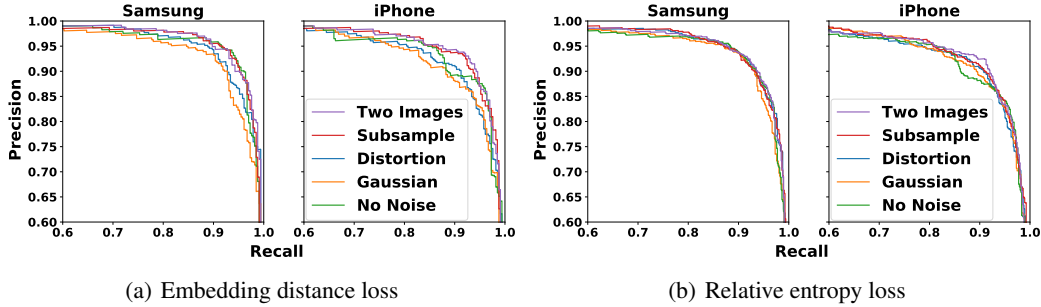 Samsung
iPhone
1.00
0.95
0.90
0.85
0.80
0.75
0.70
0.65
0.60
Precision
Two Images
Subsample
Distortion
Gaussian
No Noise
0.6 0.7 0.8 0.9 1.0
0.6 0.7 0.8 0.9 1.0
Recall
(a) Embedding distance loss
Samsung
iPhone
1.00
0.95
0.90
0.85
0.80
0.75
0.70
0.65
0.60
Precision
Two Images
Subsample
Distortion
Gaussian
No Noise
0.6 0.7 0.8 0.9 1.0
0.6 0.7 0.8 0.9 1.0
Recall
(b) Relative entropy loss